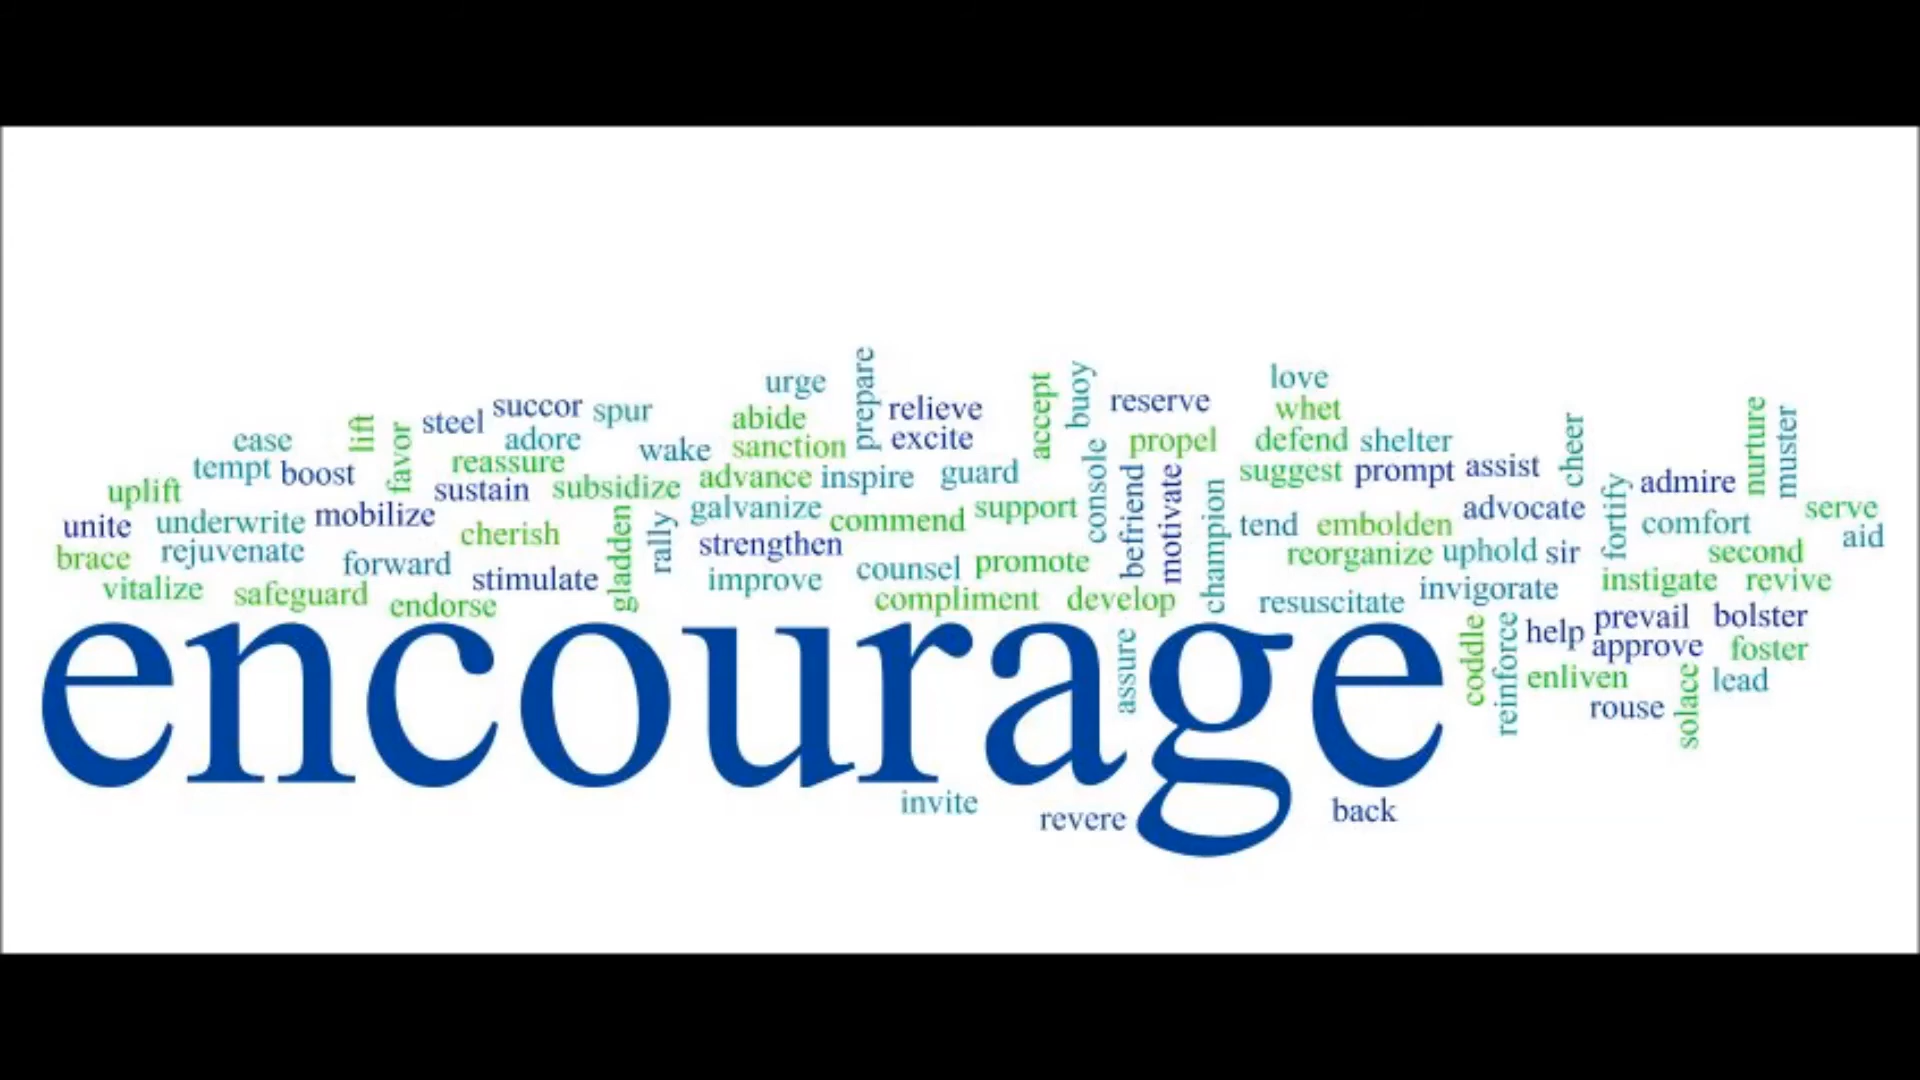 urge
prepare
love
accept
buoy
succor
spur
steel
relieve
reserve
whet
abide
lift
favor
case
adore
wake
sanction
excite
propel
defend
shelter
cheer
nurture
muster
tempt
boost
reassure
advance
inspire
guard
console
befriend
motivate
suggest
prompt
assist
admire
uplift
sustain
subsidize
galvanize
commend
support
champion
advocate
fortify
serve
unite
underwrite
mobilize
cherish
gladden
rally
strengthen
tend
embolden
comfort
aid
brace
rejuvenate
forward
stimulate
improve
counsel
promote
reorganize
uphold
sir
second
vitalize
safeguard
endorse
compliment
develop
resuscitate
invigorate
instigate
revive
encourage
assure
coddle
reinforce
help
prevail
bolster
approve
foster
enliven
solace
lead
rouse
invite
revere
back